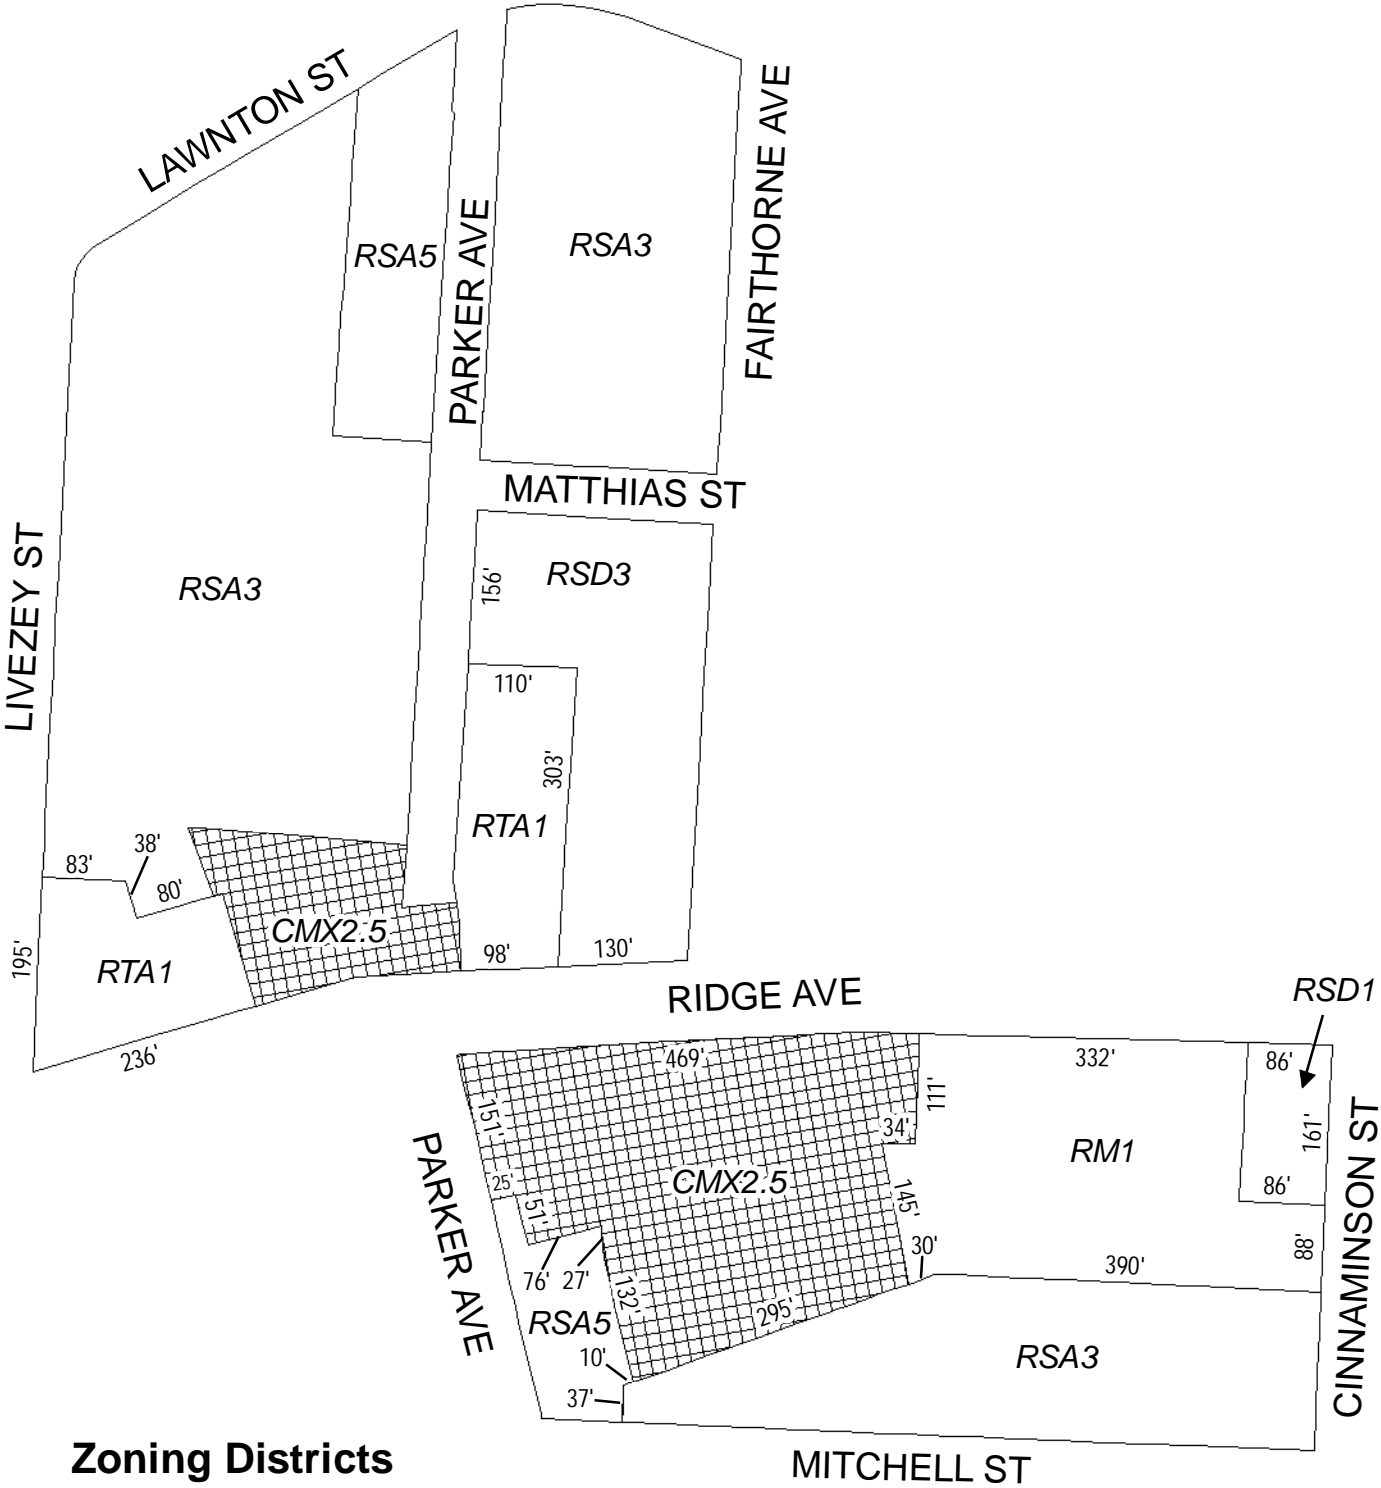 LAWNTON ST
RSA5
PARKER AVE
RSA3
FAIRTHORNE AVE
MATTHIAS ST
LIVEZEY ST
RSA3
156'
RSD3
110'
303'
RTA1
83'
38'
80'
CMX2.5
195'
RTA1
98'
130'
236'
RIDGE AVE
RSD1
469'
332'
86'
151'
111'
34'
161'
PARKER AVE
25'
CMX2.5
RM1
86'
51'
145'
CINNAMINSON ST
76'
27'
30'
88'
390'
132'
RSA5
295'
10'
RSA3
37'
Zoning Districts
MITCHELL ST